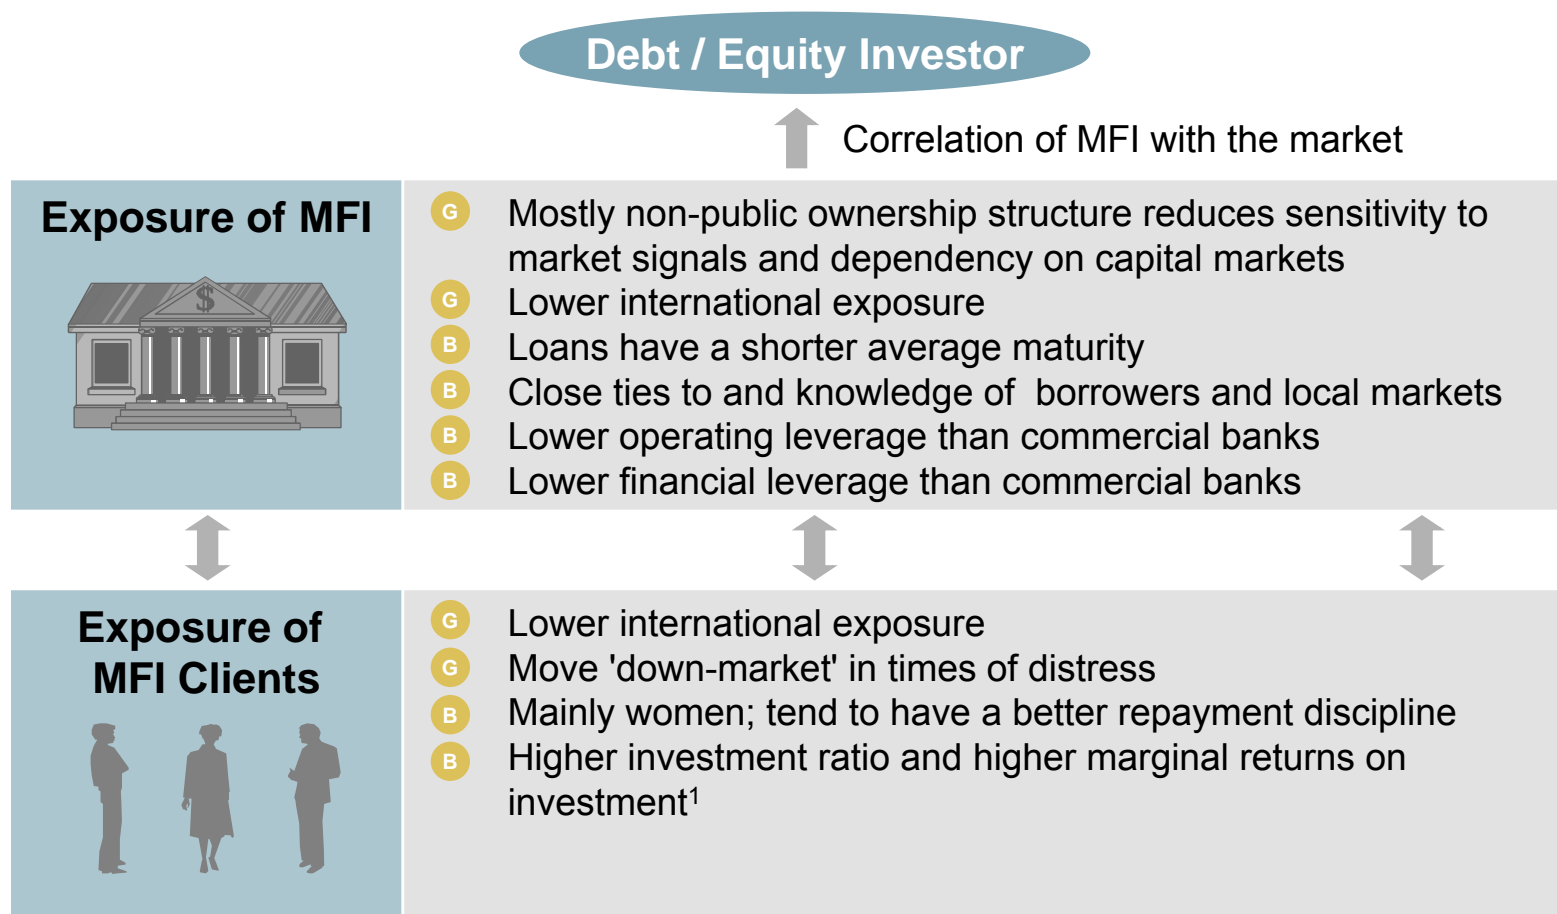 Debt / Equity Investor
Correlation of MFI with the market
Exposure of MFI
$
G Mostly non-public ownership structure reduces sensitivity to
market signals and dependency on capital markets
G Lower international exposure
B Loans have a shorter average maturity
B Close ties to and knowledge of  borrowers and local markets
B Lower operating leverage than commercial banks
B Lower financial leverage than commercial banks
Exposure of
MFI Clients
G Lower international exposure
G Move 'down-market' in times of distress
B Mainly women; tend to have a better repayment discipline
B Higher investment ratio and higher marginal returns on
investment¹